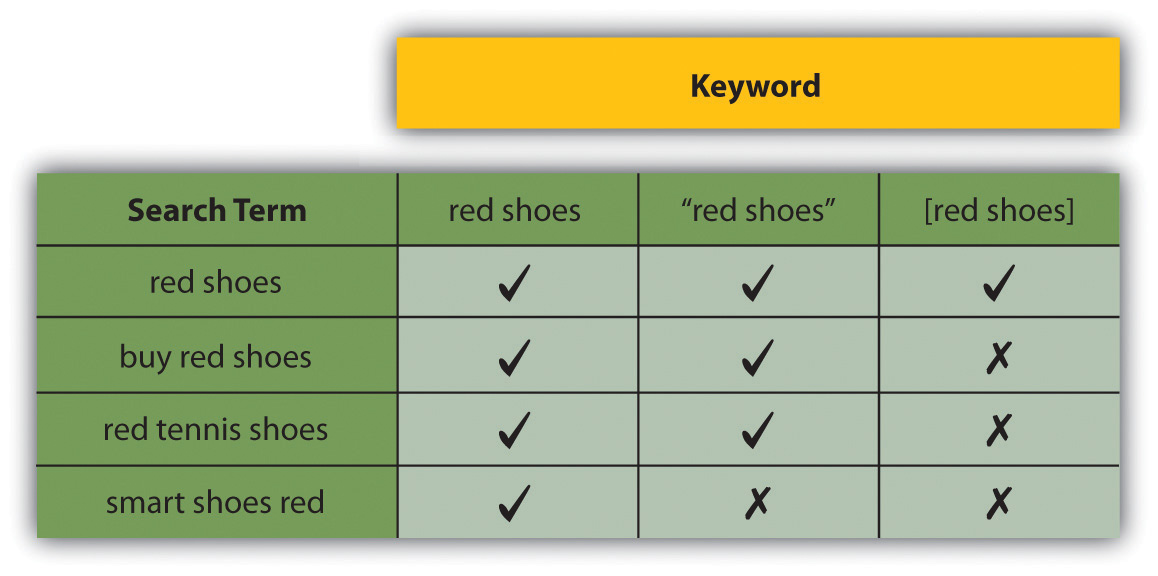 Keyword
Search Term red shoes “red shoes” [red shoes]
red shoes ✓ ✓ ✓
buy red shoes ✓ ✓ ✗
red tennis shoes ✓ ✓ ✗
smart shoes red ✓ ✗ ✗